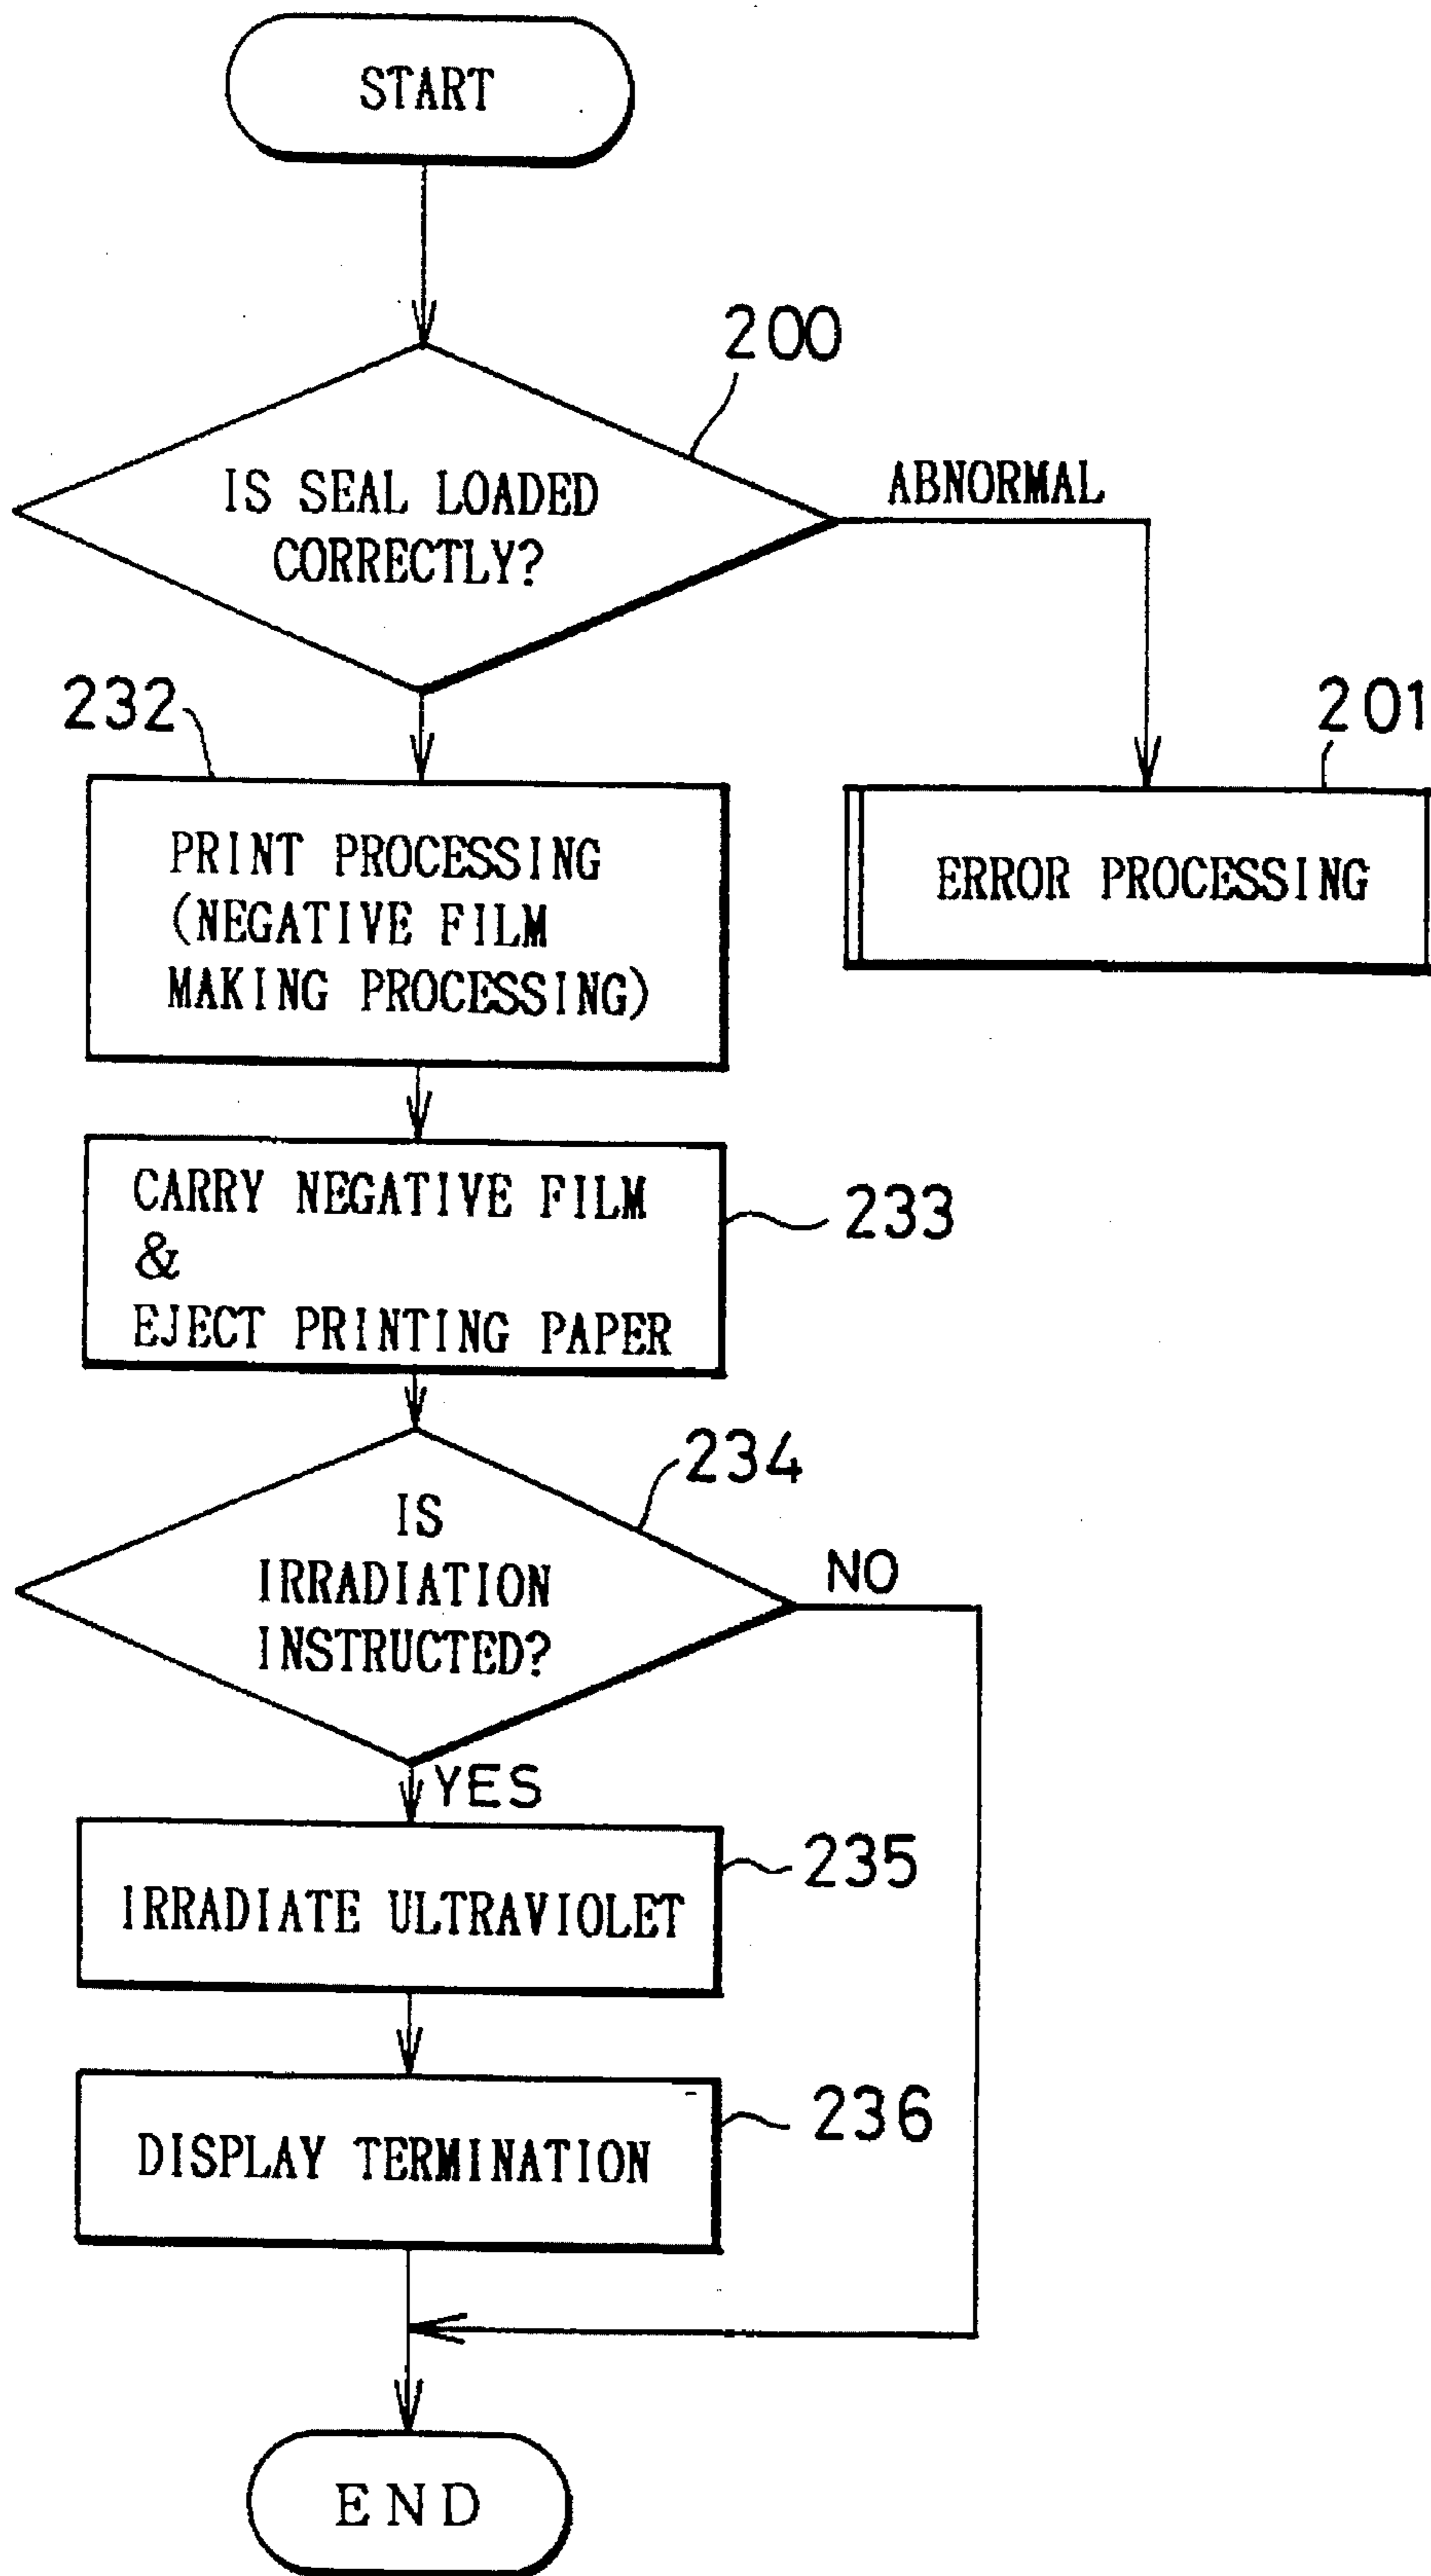 START
200
IS SEAL LOADED
CORRECTLY?
ABNORMAL
232
201
PRINT PROCESSING
(NEGATIVE FILM
MAKING PROCESSING)
ERROR PROCESSING
CARRY NEGATIVE FILM
&
EJECT PRINTING PAPER
233
234
IS
IRRADIATION
INSTRUCTED?
NO
YES
235
IRRADIATE ULTRAVIOLET
236
DISPLAY TERMINATION
END